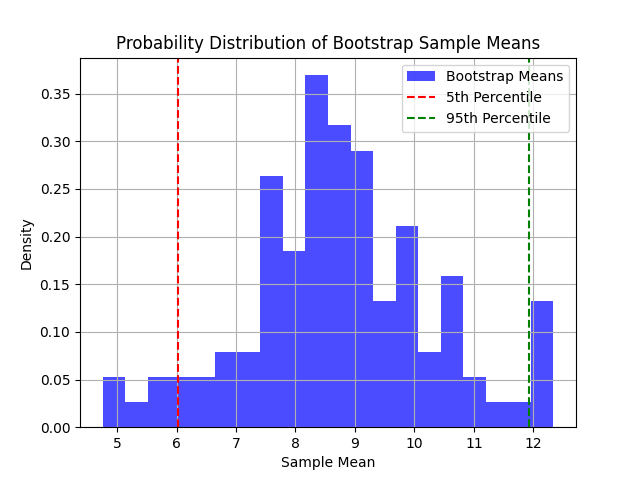 Probability Distribution of Bootstrap Sample Means
Bootstrap Means
5th Percentile
95th Percentile
Density
0.35
0.30
0.25
0.20
0.15
0.10
0.05
0.00
5 6 7 8 9 10 11 12
Sample Mean